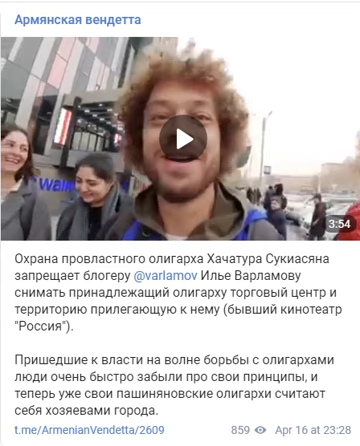 Армянская вендетта
3:54
Охрана провластного олигарха Хачатура Сукиасяна
запрещает блогеру @varlamov Илье Варламову
снимать принадлежащий олигарху торговый центр и
территорию прилегающую к нему (бывший кинотеатр
"Россия").
Пришедшие к власти на волне борьбы с олигархами
люди очень быстро забыли про свои принципы, и
теперь уже свои пашиняновские олигархи считают
себя хозяевами города.
t.me/ArmenianVendetta/2609 859 Apr 16 at 23:28